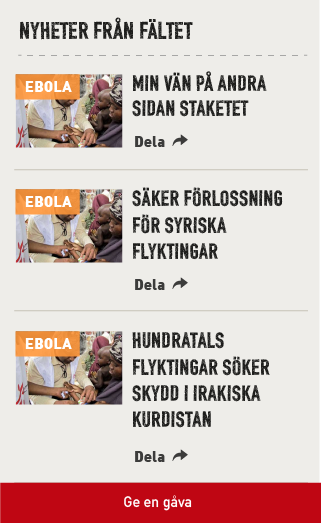 NYHETER FRÅN FÄLTET
EBOLA
MIN VÄN PÅ ANDRA
SIDAN STAKETET
Dela
EBOLA
SÄKER FÖRLOSSNING
FÖR SYRISKA
FLYKTINGAR
Dela
EBOLA
HUNDRATALS
FLYKTINGAR SÖKER
SKYDD I IRAKISKA
KURDISTAN
Dela
Ge en gåva